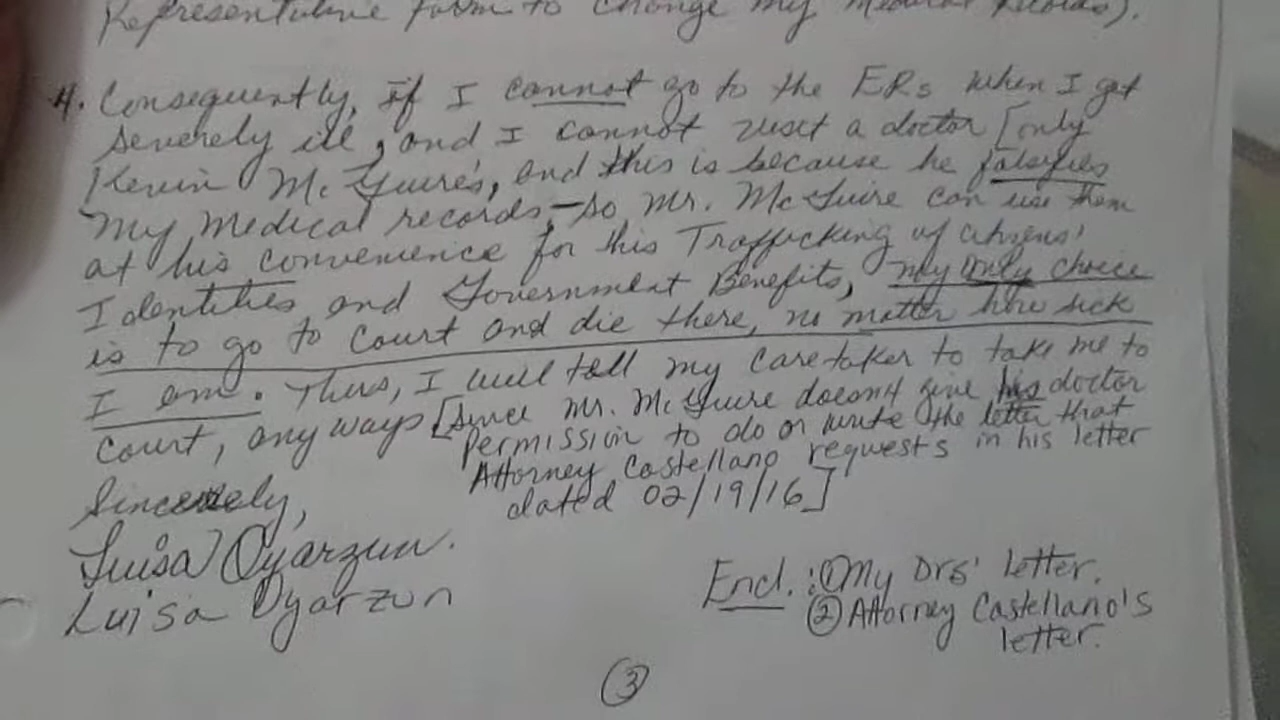 Representative form to change my Medical Records).
4. Consequently, if I cannot go to the ERs when I get
severely ill, and I cannot visit a doctor [only
Kevin McGuire's, and this is because he falsifies
my Medical records, -so Mr. McGuire can use them
at his convenience for this Trafficking of citizens'
Identities and Government Benefits, my only choice
is to go to court and die there, no matter how sick
I am. Thus, I will tell my caretaker to take me to
court, any ways [since Mr. McGuire doesn't give his doctor
permission to do or write the letter that
Attorney Castellano requests in his letter
dated 02/19/16]
Sincerely,
Luisa Oyarzun.
Luisa Oyarzun
Encl.: ① My Drs' letter.
② Attorney Castellano's
letter.
③